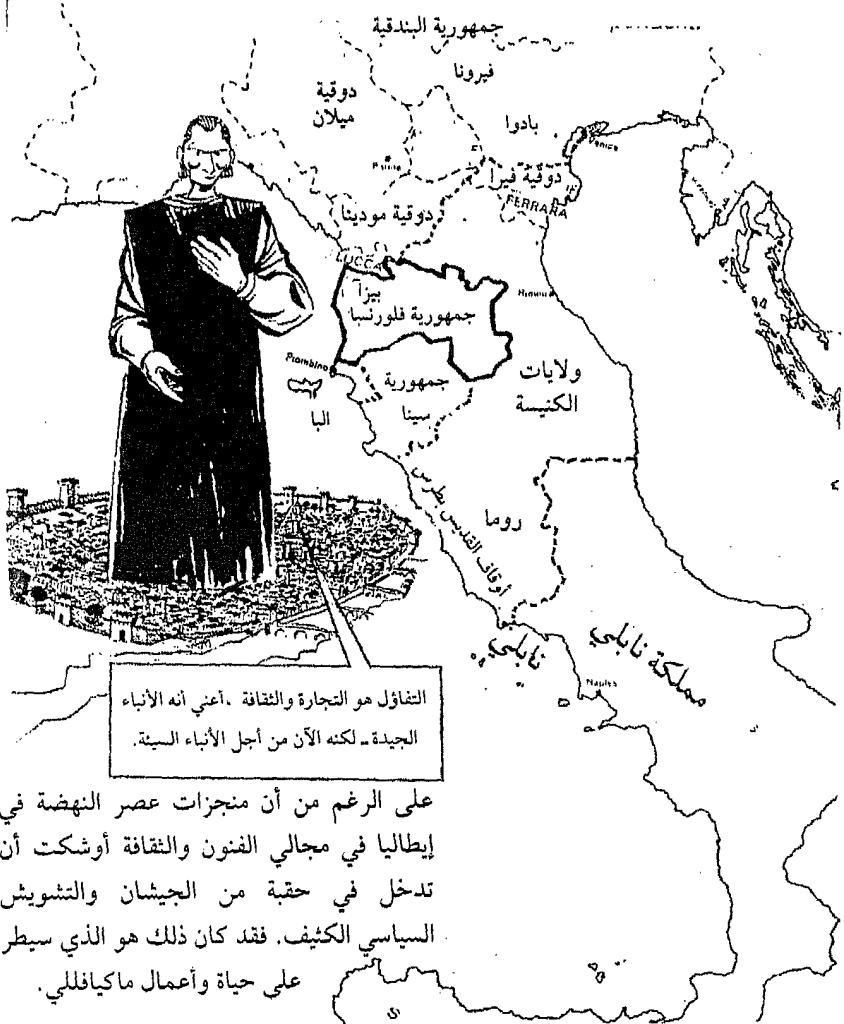 جمهورية البندقية
فيرونا
دوقية
ميلان
بادوا
Venice
دوقية فيرا
FERRARA
دوقية مودينا
LUCCA
بيزا
جمهورية فلورنسا
Piombino
جمهورية
سينا
ولايات
الكنيسة
البا
أوقاف القديس بطرس
روما
نابلي
مملكة نابلي
Naples
التفاؤل هو التجارة والثقافة ، أعني أنه الأنباء
الجيدة ـ لكنه الآن من أجل الأنباء السيئة.
على الرغم من أن منجزات عصر النهضة في
إيطاليا في مجالي الفنون والثقافة أوشكت أن
تدخل في حقبة من الجيشان والتشويش
السياسي الكثيف. فقد كان ذلك هو الذي سيطر
على حياة وأعمال ماكيافللي.